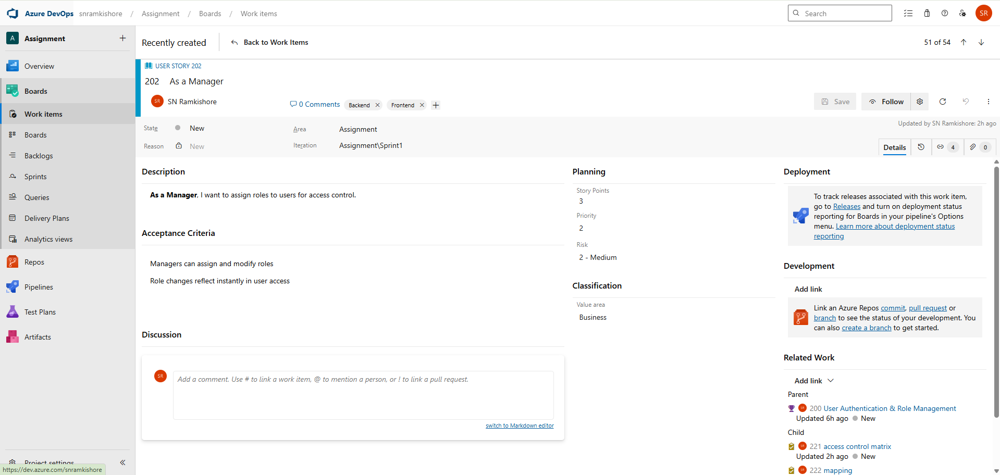 Azure DevOps snramkishore / Assignment / Boards / Work items
Search
SR
A Assignment
Overview
Boards
Work items
Boards
Backlogs
Sprints
Queries
Delivery Plans
Analytics views
Repos
Pipelines
Test Plans
Artifacts
Project settings
https://dev.azure.com/snramkishore
Recently created
Back to Work Items
51 of 54
USER STORY 202
202 As a Manager
SR SN Ramkishore
0 Comments
Backend
Frontend
Save
Follow
State
New
Area
Assignment
Updated by SN Ramkishore: 2h ago
Reason
New
Iteration
Assignment\Sprint1
Details
4
0
Description
As a Manager, I want to assign roles to users for access control.
Acceptance Criteria
Managers can assign and modify roles
Role changes reflect instantly in user access
Discussion
SR
Add a comment. Use # to link a work item, @ to mention a person, or ! to link a pull request.
switch to Markdown editor
Planning
Story Points
3
Priority
2
Risk
2 - Medium
Classification
Value area
Business
Deployment
To track releases associated with this work item,
go to Releases and turn on deployment status
reporting for Boards in your pipeline's Options
menu. Learn more about deployment status
reporting
Development
Add link
Link an Azure Repos commit, pull request or
branch to see the status of your development. You
can also create a branch to get started.
Related Work
Add link
Parent
SR 200 User Authentication & Role Management
Updated 6h ago New
Child
SR 221 access control matrix
Updated 2h ago New
SR 222 mapping